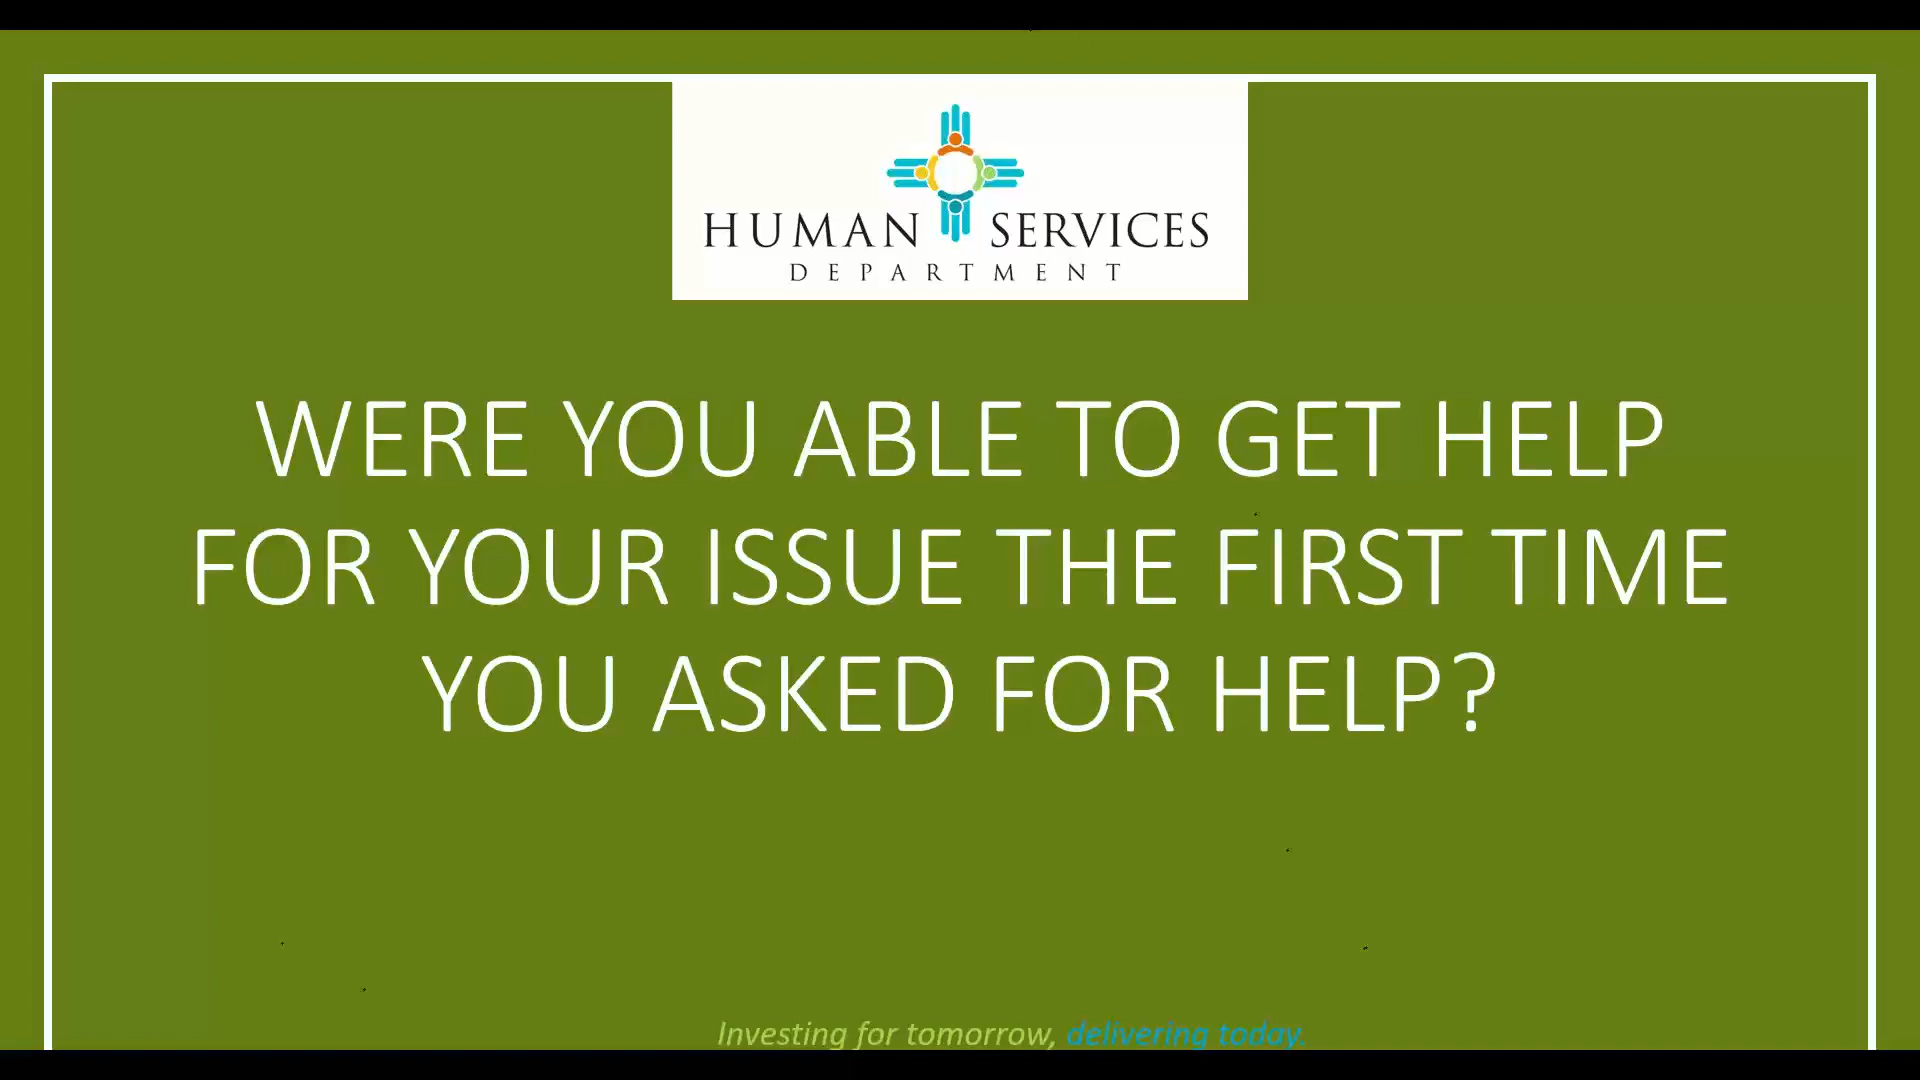 HUMAN SERVICES
DEPARTMENT
WERE YOU ABLE TO GET HELP
FOR YOUR ISSUE THE FIRST TIME
YOU ASKED FOR HELP?
Investing for tomorrow, delivering today.